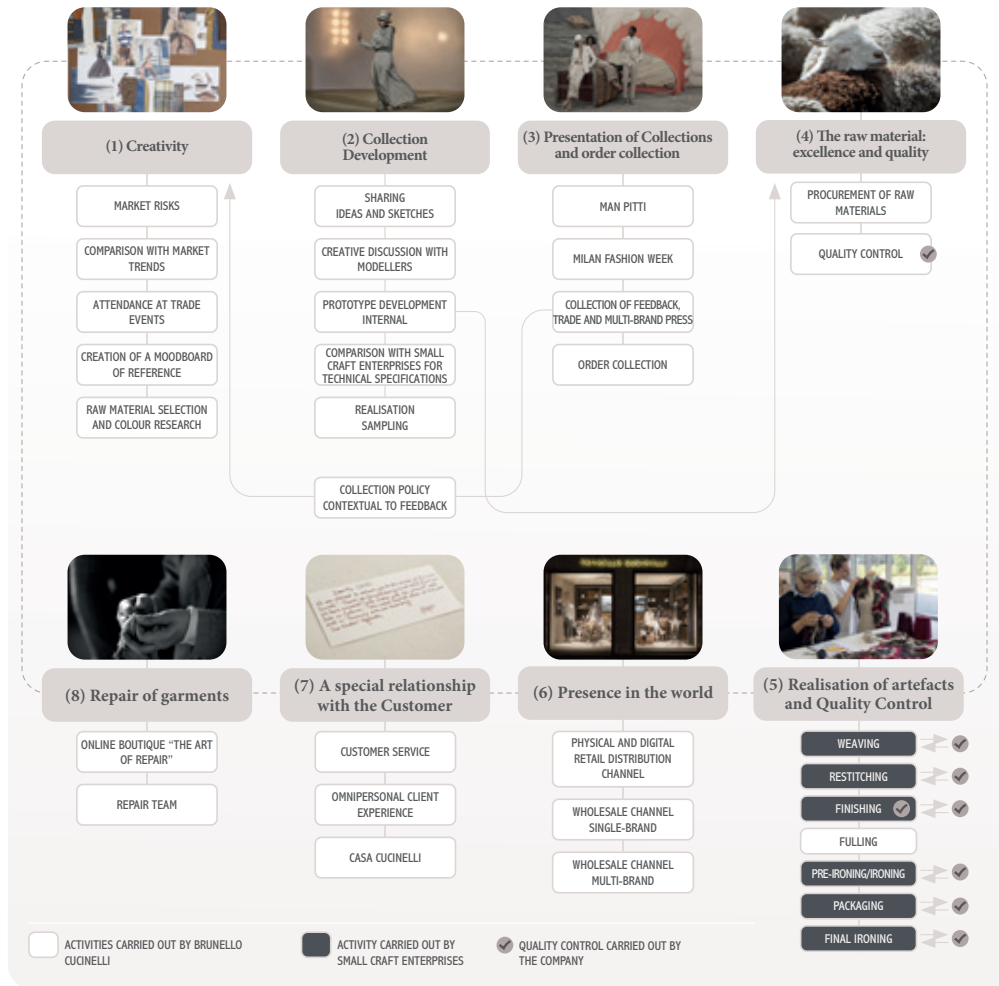 (1) Creativity
MARKET RISKS
COMPARISON WITH MARKET
TRENDS
ATTENDANCE AT TRADE
EVENTS
CREATION OF A MOODBOARD
OF REFERENCE
RAW MATERIAL SELECTION
AND COLOUR RESEARCH
(2) Collection
Development
SHARING
IDEAS AND SKETCHES
CREATIVE DISCUSSION WITH
MODELLERS
PROTOTYPE DEVELOPMENT
INTERNAL
COMPARISON WITH SMALL
CRAFT ENTERPRISES FOR
TECHNICAL SPECIFICATIONS
REALISATION
SAMPLING
COLLECTION POLICY
CONTEXTUAL TO FEEDBACK
(3) Presentation of Collections
and order collection
MAN PITTI
MILAN FASHION WEEK
COLLECTION OF FEEDBACK,
TRADE AND MULTI-BRAND PRESS
ORDER COLLECTION
(4) The raw material:
excellence and quality
PROCUREMENT OF RAW
MATERIALS
QUALITY CONTROL
(8) Repair of garments
ONLINE BOUTIQUE “THE ART
OF REPAIR”
REPAIR TEAM
(7) A special relationship
with the Customer
CUSTOMER SERVICE
OMNIPERSONAL CLIENT
EXPERIENCE
CASA CUCINELLI
(6) Presence in the world
PHYSICAL AND DIGITAL
RETAIL DISTRIBUTION
CHANNEL
WHOLESALE CHANNEL
SINGLE-BRAND
WHOLESALE CHANNEL
MULTI-BRAND
(5) Realisation of artefacts
and Quality Control
WEAVING
RESTITCHING
FINISHING
FULLING
PRE-IRONING/IRONING
PACKAGING
FINAL IRONING
ACTIVITIES CARRIED OUT BY BRUNELLO
CUCINELLI
ACTIVITY CARRIED OUT BY
SMALL CRAFT ENTERPRISES
QUALITY CONTROL CARRIED OUT BY
THE COMPANY